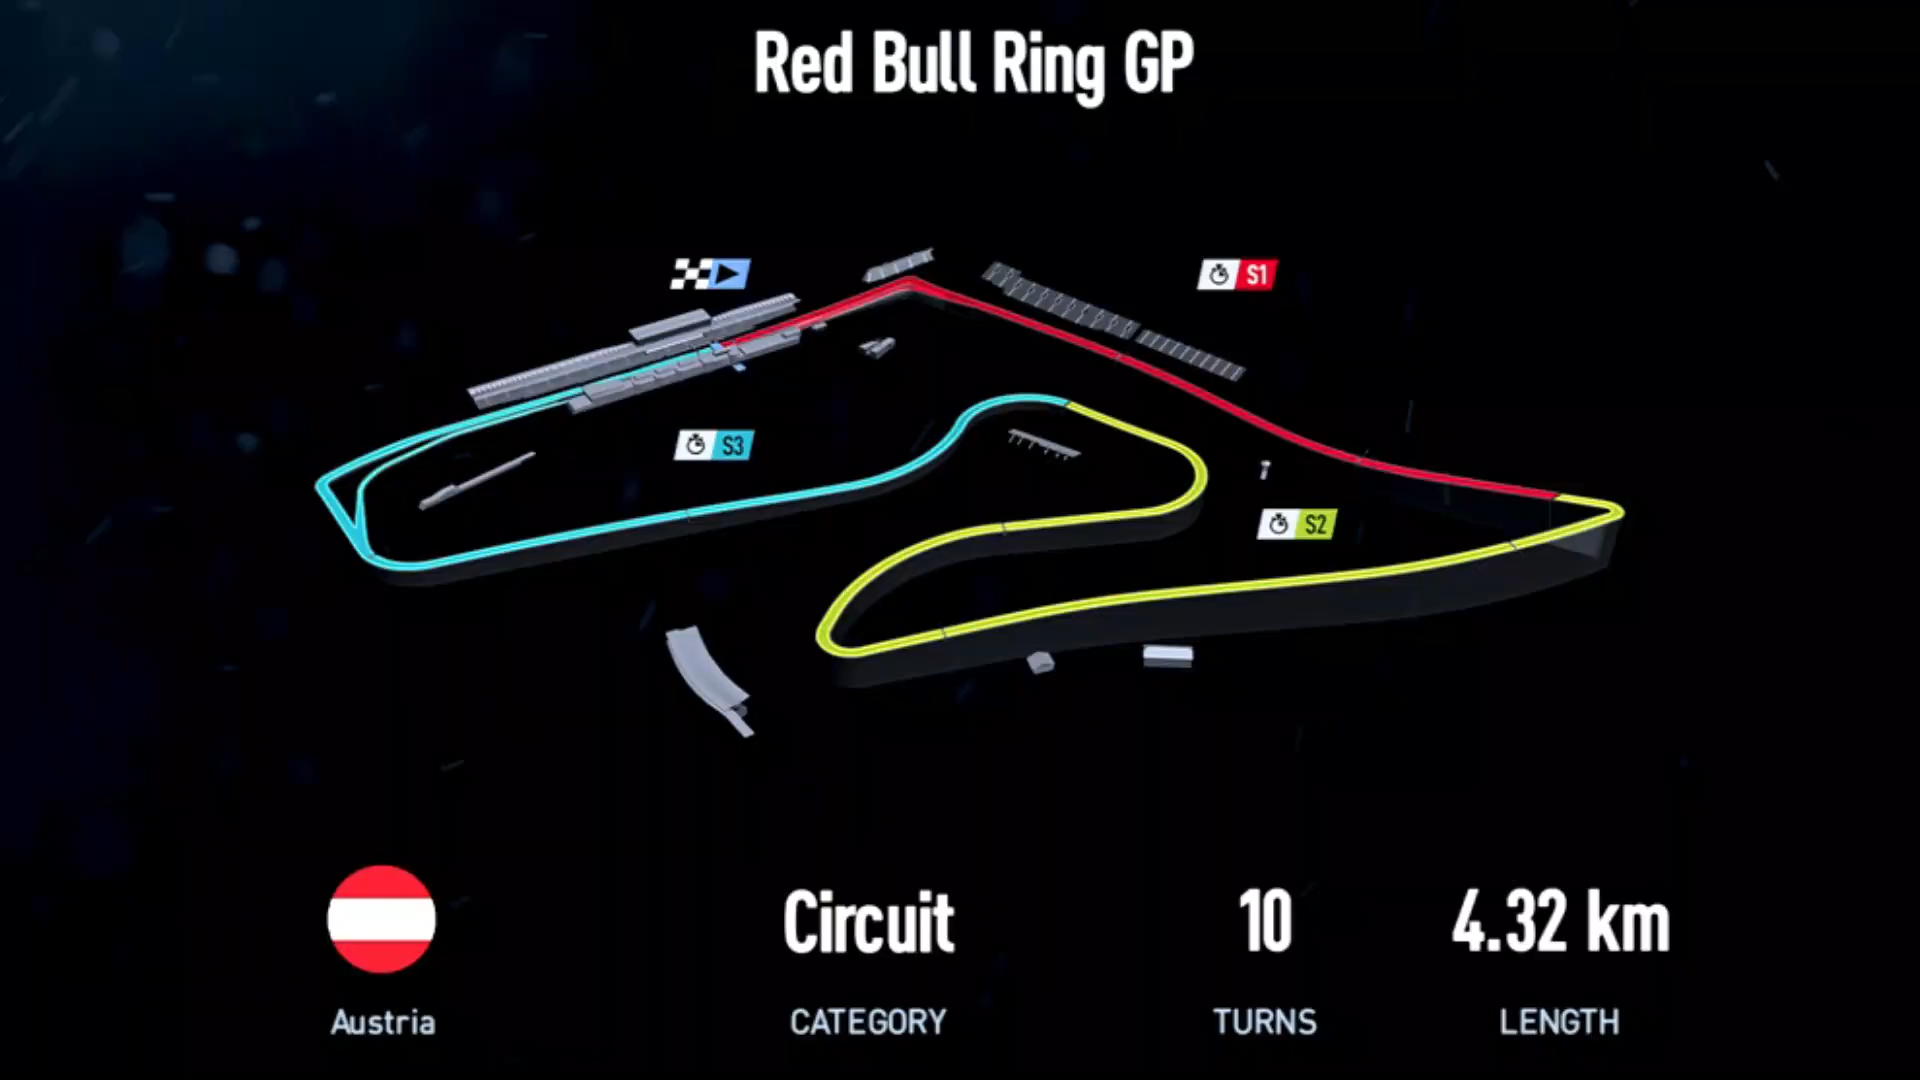 Red Bull Ring GP
S1
S3
S2
Circuit
10
4.32 km
Austria
CATEGORY
TURNS
LENGTH